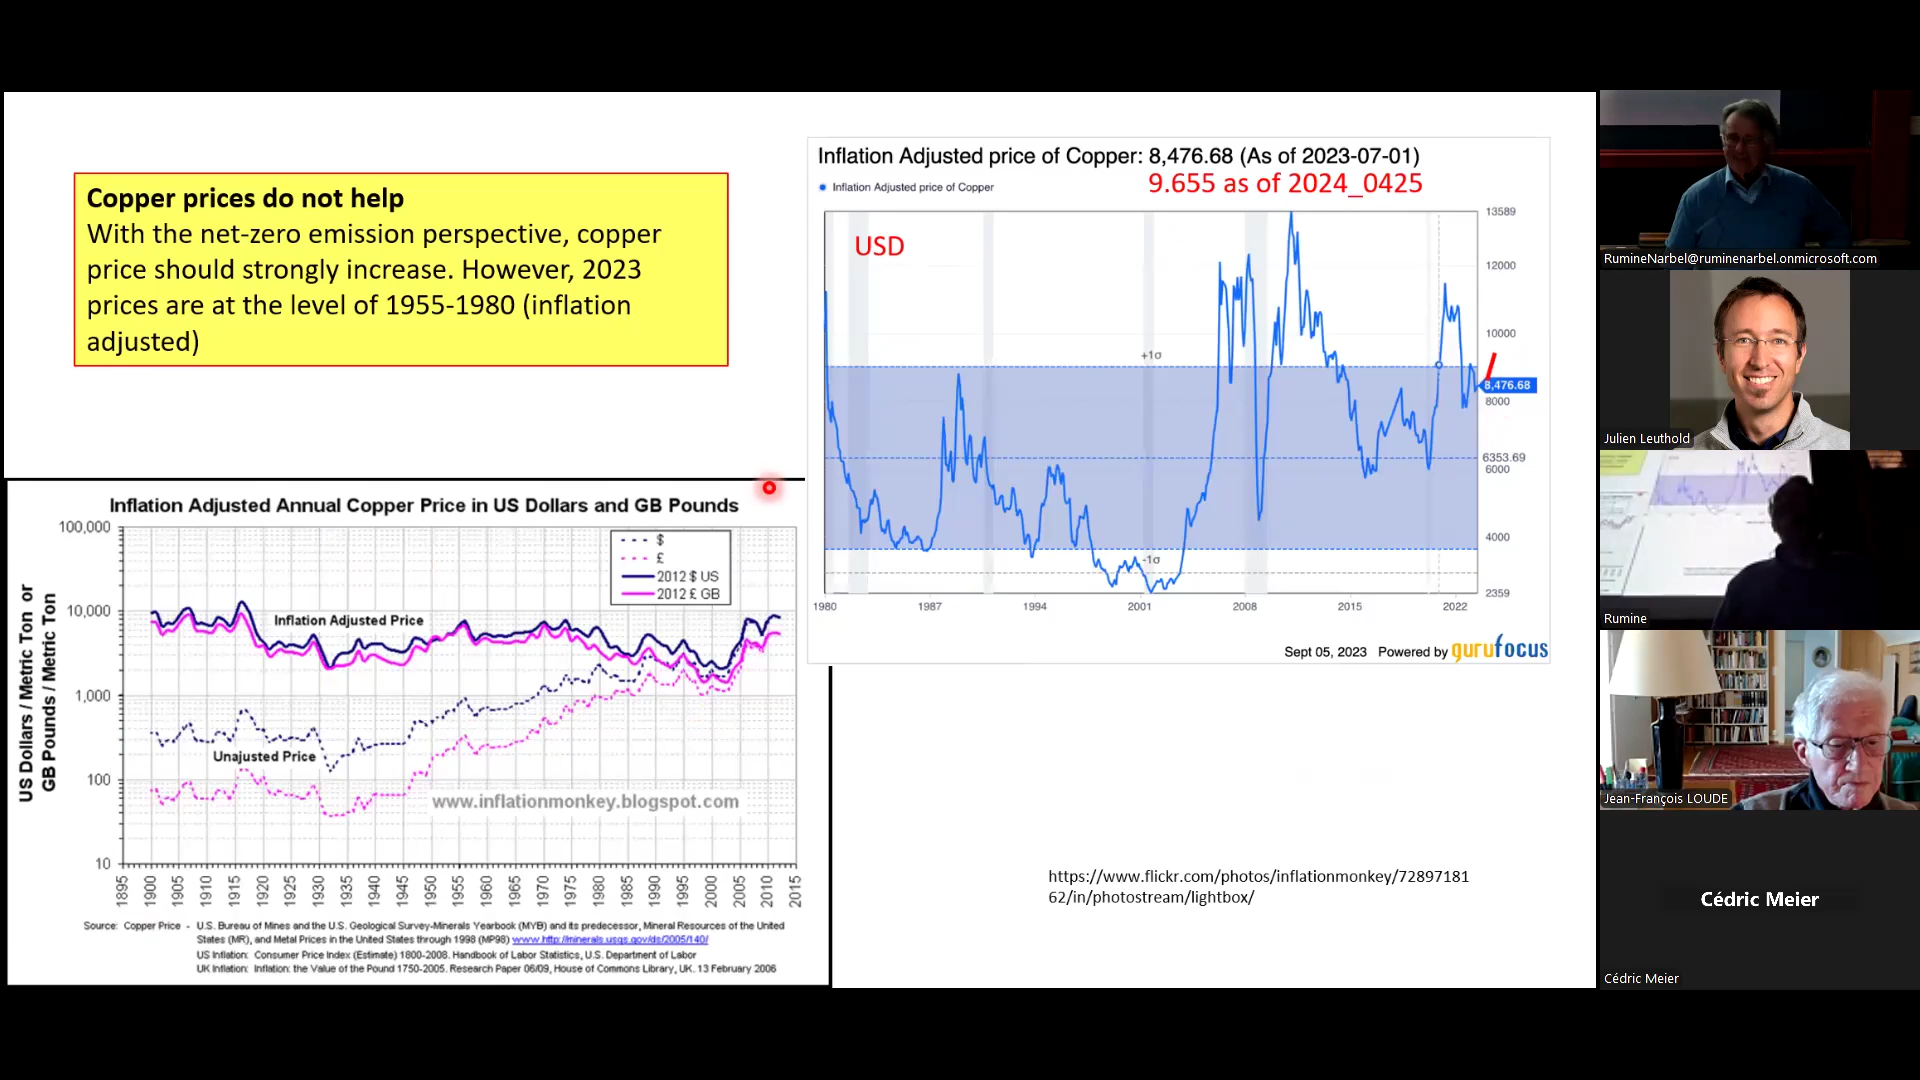 Copper prices do not help
With the net-zero emission perspective, copper
price should strongly increase. However, 2023
prices are at the level of 1955-1980 (inflation
adjusted)
Inflation Adjusted price of Copper: 8,476.68 (As of 2023-07-01)
9.655 as of 2024_0425
Inflation Adjusted price of Copper
USD
13589
12000
10000
+1σ
8,476.68
8000
6353.69
6000
4000
-1σ
2359
1980 1987 1994 2001 2008 2015 2022
Sept 05, 2023 Powered by gurufocus
Inflation Adjusted Annual Copper Price in US Dollars and GB Pounds
US Dollars / Metric Ton or
GB Pounds / Metric Ton
100,000
10,000
1,000
100
10
$
£
2012 $ US
2012 £ GB
Inflation Adjusted Price
Unajusted Price
www.inflationmonkey.blogspot.com
1895 1900 1905 1910 1915 1920 1925 1930 1935 1940 1945 1950 1955 1960 1965 1970 1975 1980 1985 1990 1995 2000 2005 2010 2015
Source: Copper Price - U.S. Bureau of Mines and the U.S. Geological Survey-Minerals Yearbook (MYB) and its predecessor, Mineral Resources of the United
States (MR), and Metal Prices in the United States through 1998 (MP98) www.http://minerals.usgs.gov/ds/2005/140/
US Inflation: Consumer Price Index (Estimate) 1800-2008. Handbook of Labor Statistics, U.S. Department of Labor
UK Inflation: Inflation: the Value of the Pound 1750-2005. Research Paper 06/09, House of Commons Library, UK. 13 February 2006
https://www.flickr.com/photos/inflationmonkey/72897181
62/in/photostream/lightbox/
RumineNarbel@ruminenarbel.onmicrosoft.com
Julien Leuthold
Rumine
Jean-François LOUDE
Cédric Meier
Cédric Meier